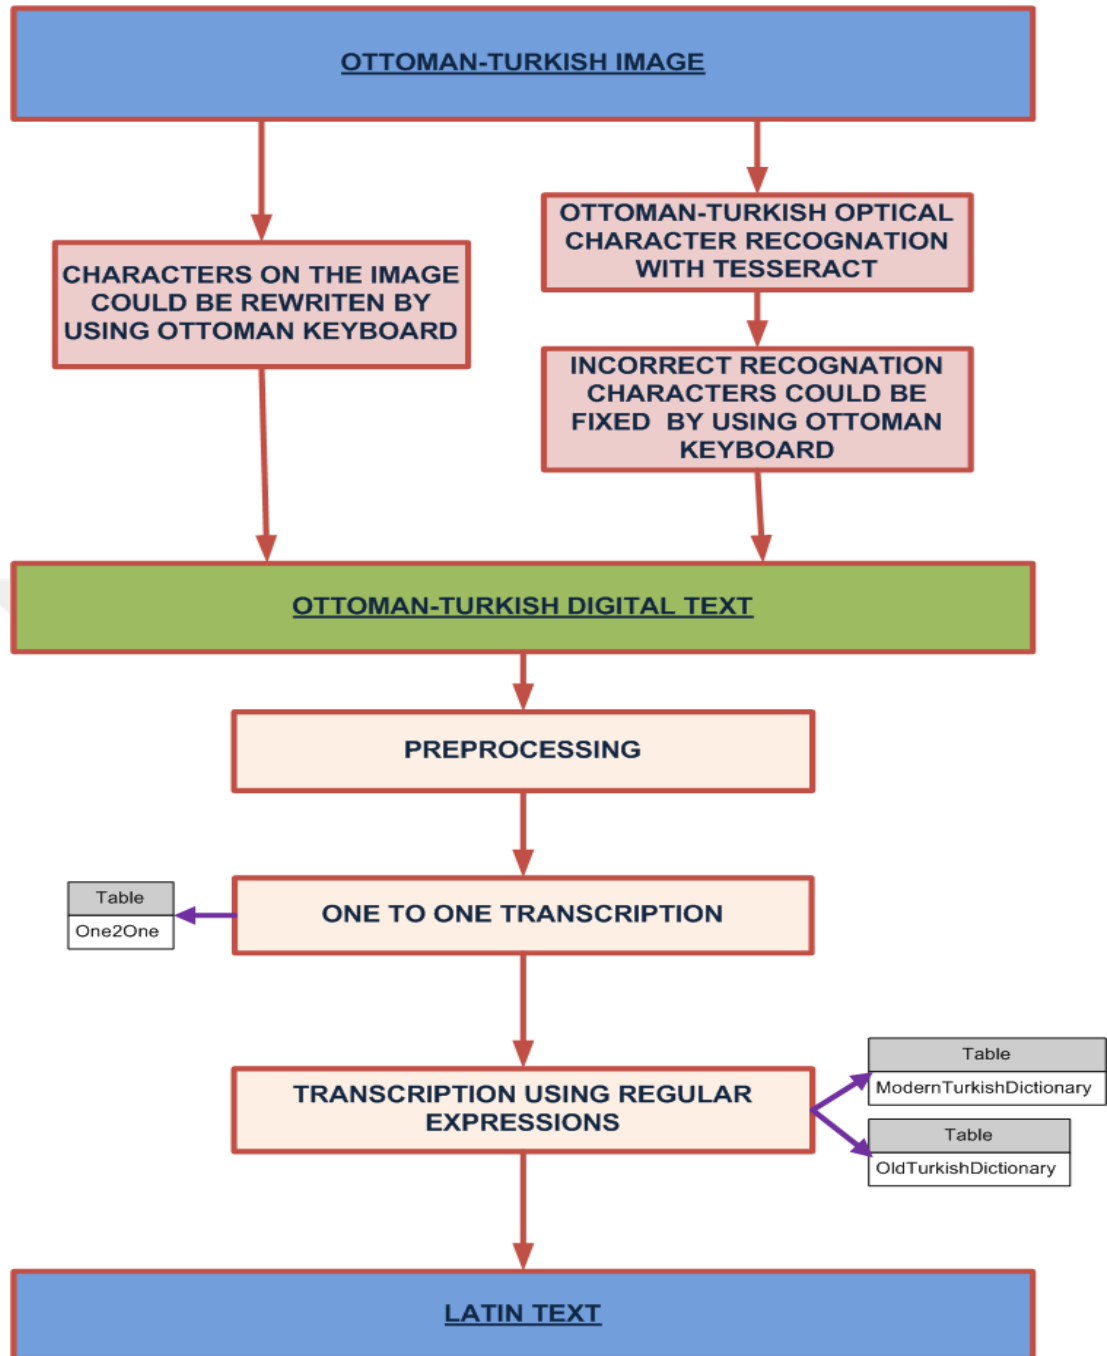 OTTOMAN-TURKISH IMAGE
CHARACTERS ON THE IMAGE
COULD BE REWRITEN BY
USING OTTOMAN KEYBOARD
OTTOMAN-TURKISH OPTICAL
CHARACTER RECOGNATION
WITH TESSERACT
INCORRECT RECOGNATION
CHARACTERS COULD BE
FIXED BY USING OTTOMAN
KEYBOARD
OTTOMAN-TURKISH DIGITAL TEXT
PREPROCESSING
Table
One2One
ONE TO ONE TRANSCRIPTION
TRANSCRIPTION USING REGULAR
EXPRESSIONS
Table
ModernTurkishDictionary
Table
OldTurkishDictionary
LATIN TEXT